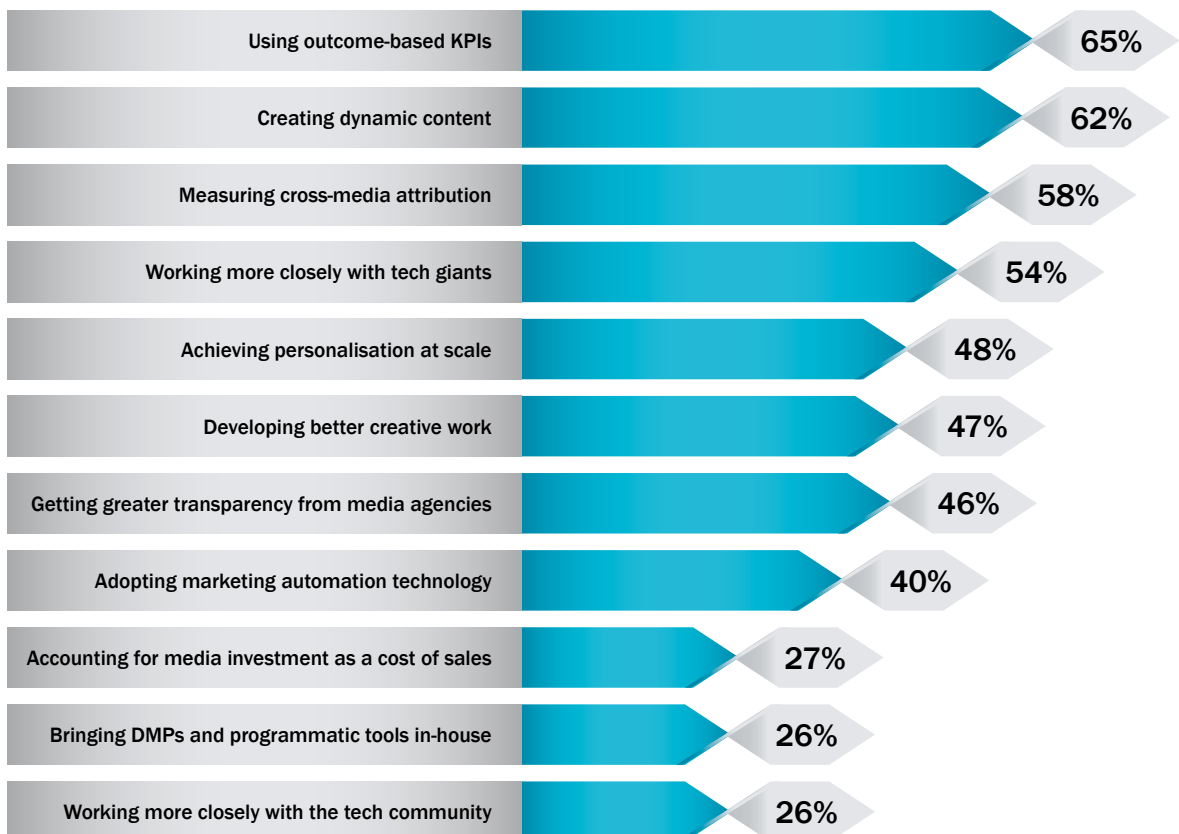 Using outcome-based KPIs 65%
Creating dynamic content 62%
Measuring cross-media attribution 58%
Working more closely with tech giants 54%
Achieving personalisation at scale 48%
Developing better creative work 47%
Getting greater transparency from media agencies 46%
Adopting marketing automation technology 40%
Accounting for media investment as a cost of sales 27%
Bringing DMPs and programmatic tools in-house 26%
Working more closely with the tech community 26%